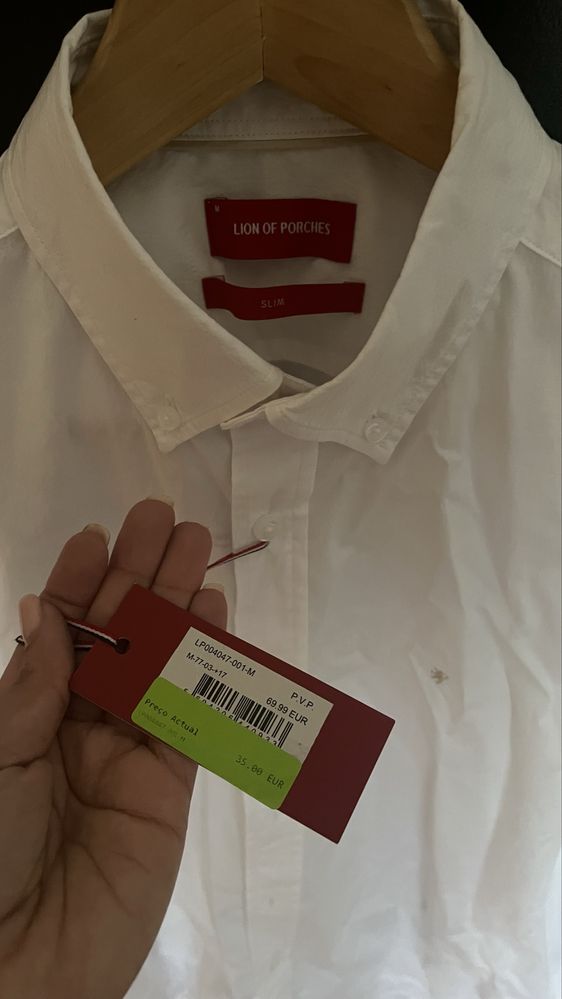 M
LION OF PORCHES
SLIM
LP004047-001-M
M-77-03-+17
P.V.P.
69.99 EUR
Preço Actual
35.00 EUR